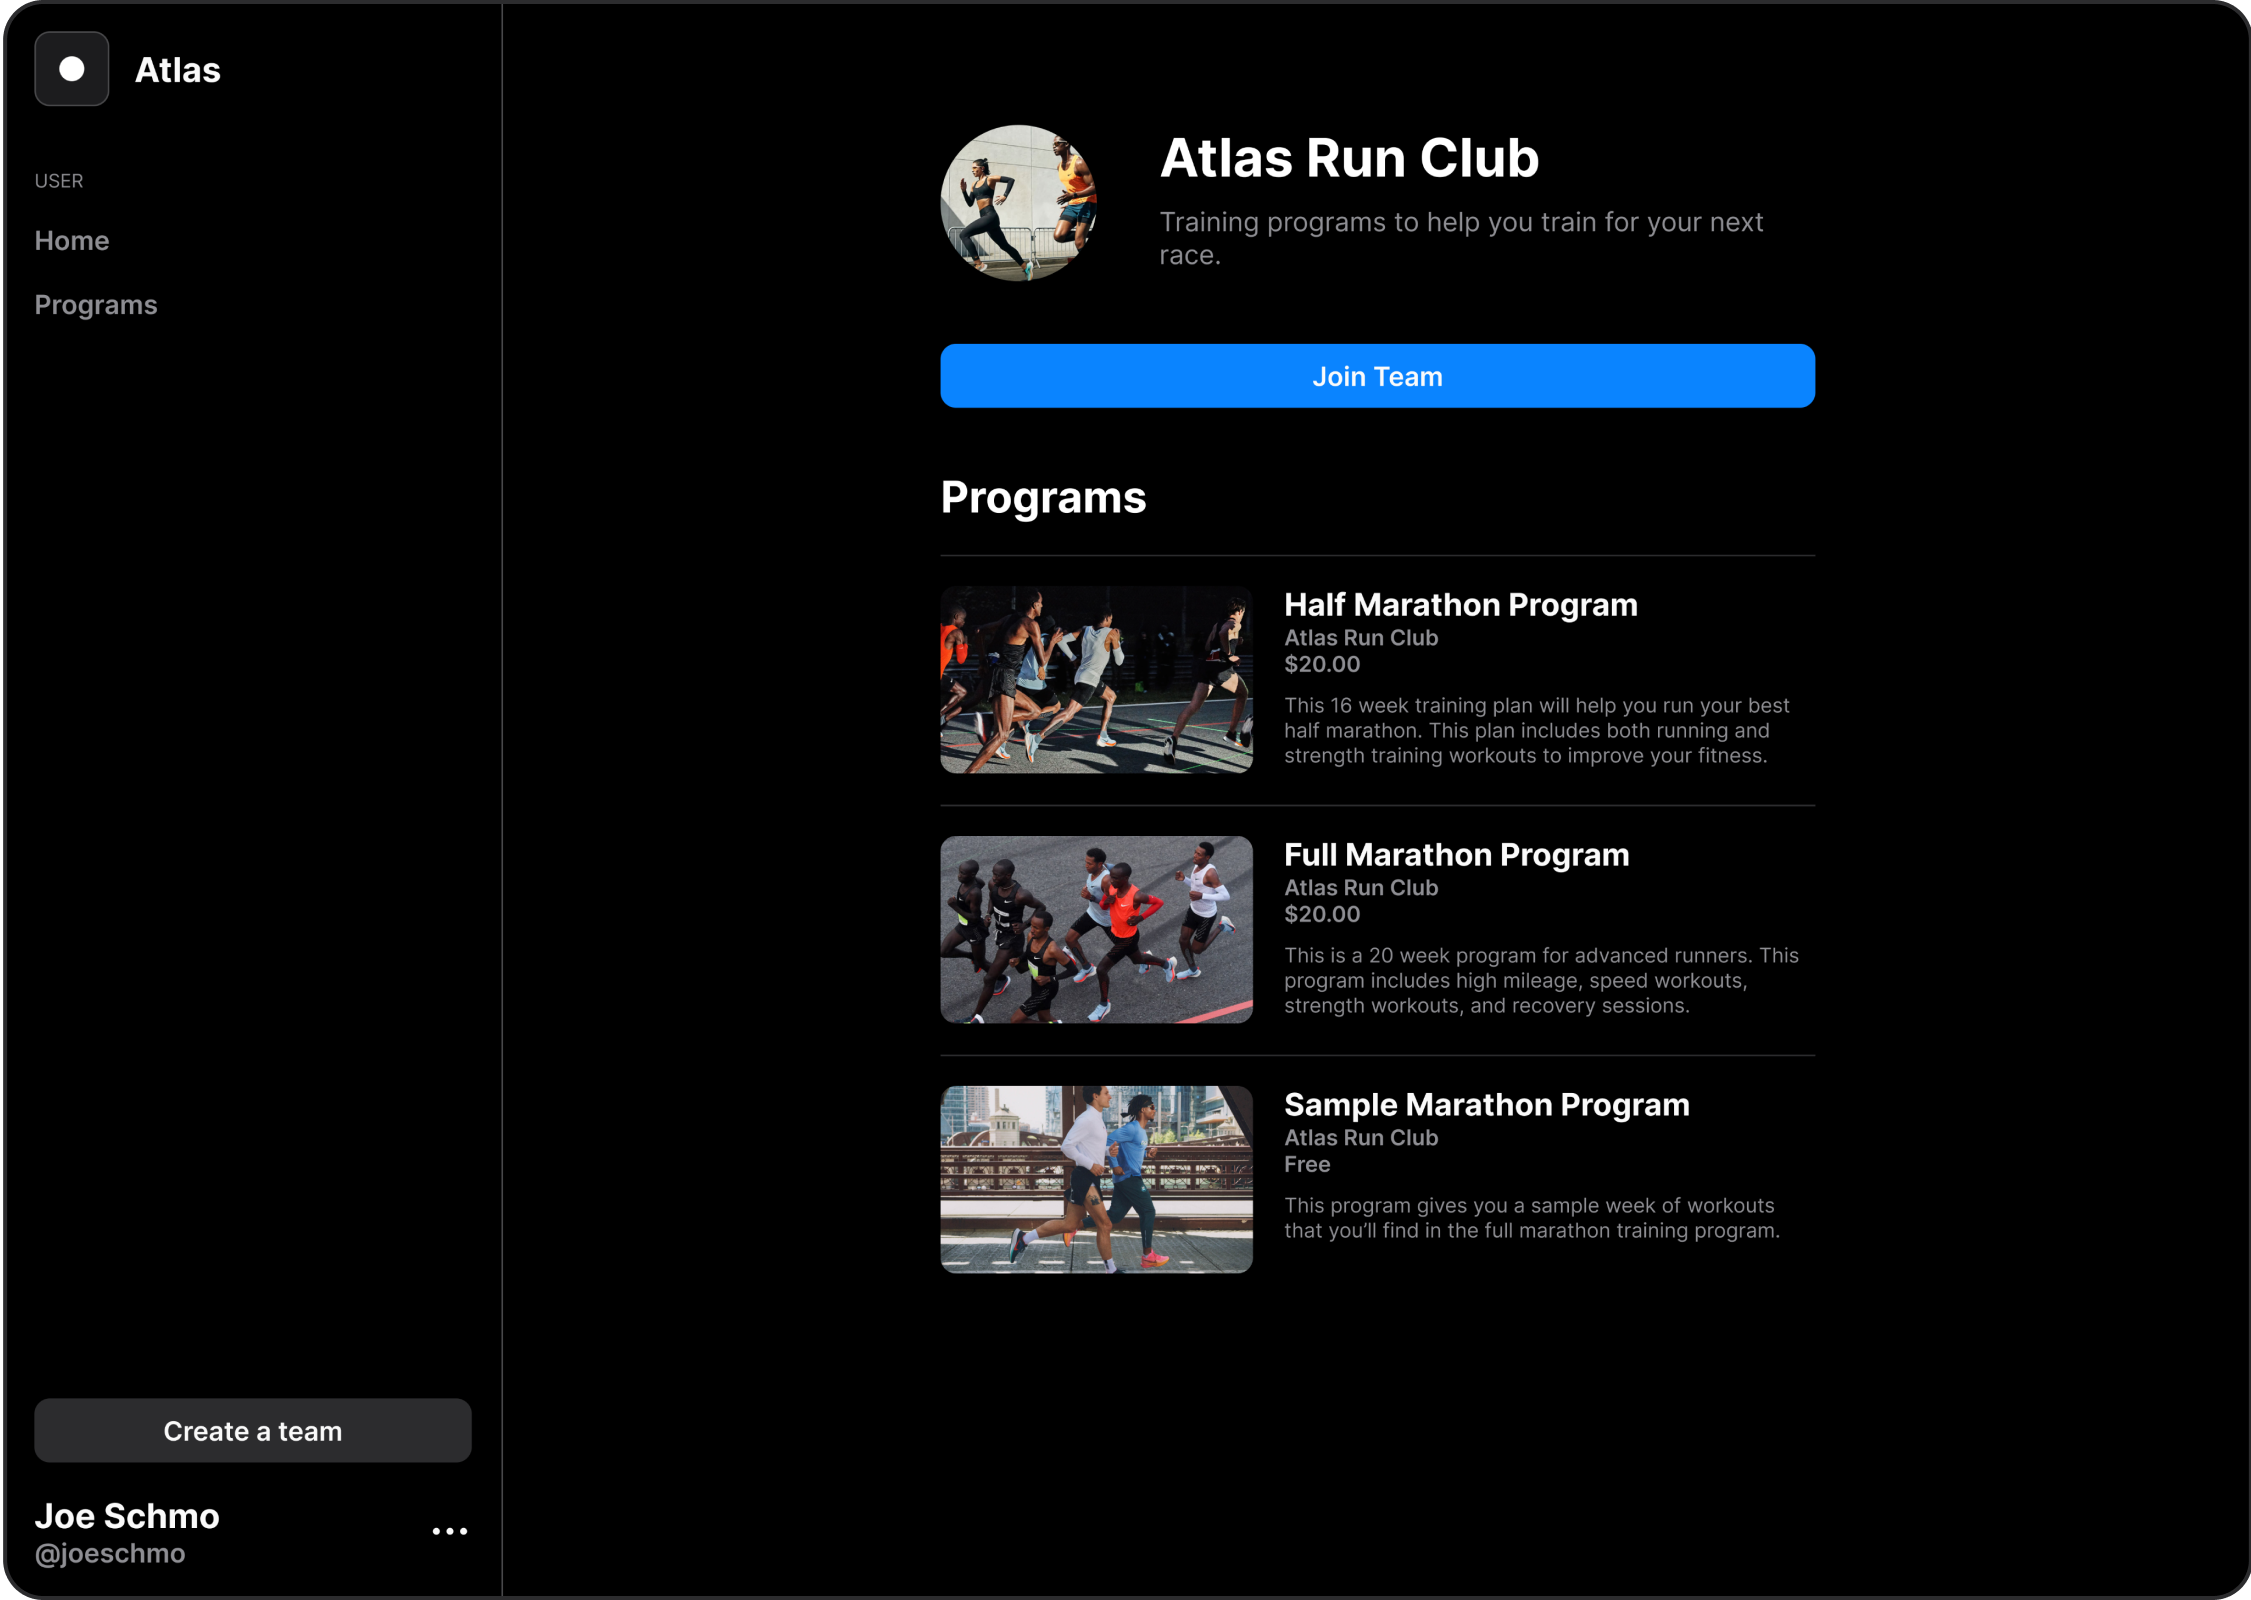 Atlas
USER
Home
Programs
Create a team
Joe Schmo
@joeschmo
Atlas Run Club
Training programs to help you train for your next
race.
Join Team
Programs
Half Marathon Program
Atlas Run Club
$20.00
This 16 week training plan will help you run your best
half marathon. This plan includes both running and
strength training workouts to improve your fitness.
Full Marathon Program
Atlas Run Club
$20.00
This is a 20 week program for advanced runners. This
program includes high mileage, speed workouts,
strength workouts, and recovery sessions.
Sample Marathon Program
Atlas Run Club
Free
This program gives you a sample week of workouts
that you’ll find in the full marathon training program.